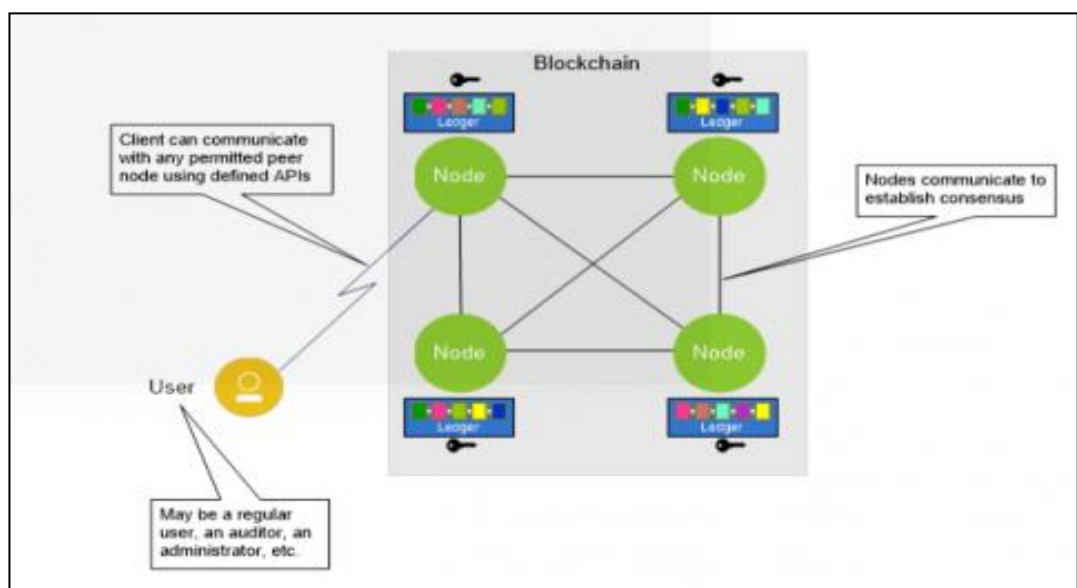 Blockchain
Ledger
Ledger
Client can communicate
with any permitted peer
node using defined APIs
Node
Node
Nodes communicate to
establish consensus
Node
Node
User
Ledger
Ledger
May be a regular
user, an auditor, an
administrator, etc.